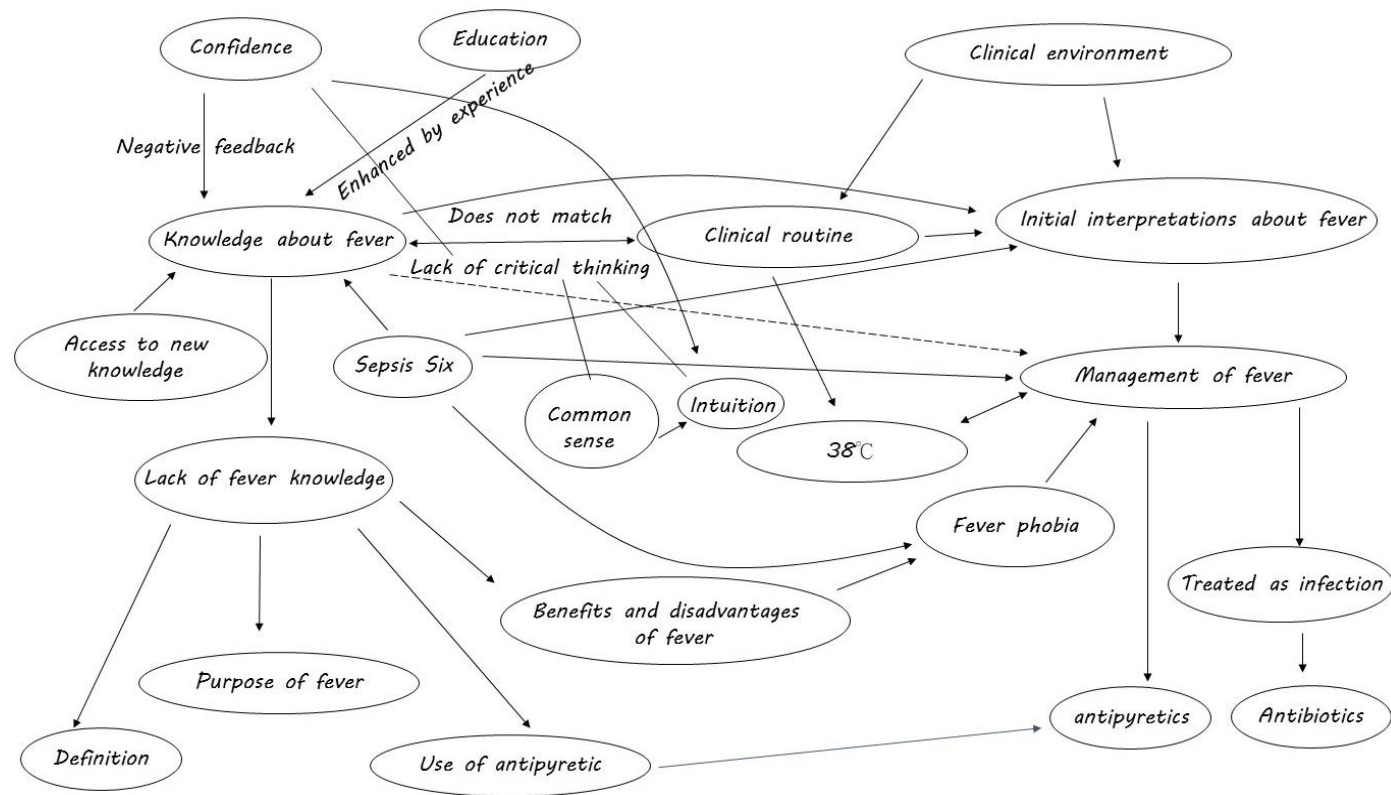 Confidence
Education
Clinical environment
Negative feedback
Enhanced by experience
Knowledge about fever
Does not match
Clinical routine
Initial interpretations about fever
Lack of critical thinking
Access to new
knowledge
Sepsis Six
Common
sense
Intuition
38℃
Management of fever
Lack of fever knowledge
Fever phobia
Benefits and disadvantages
of fever
Treated as infection
Purpose of fever
antipyretics
Antibiotics
Definition
Use of antipyretic